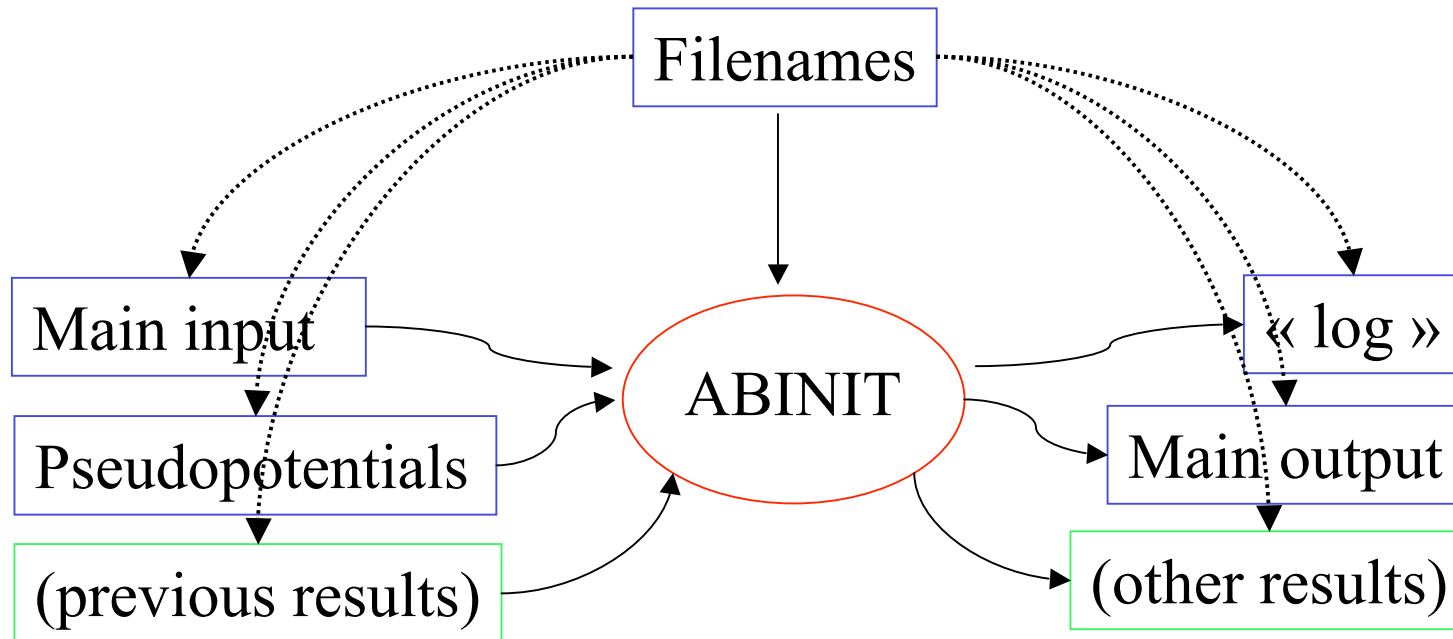 Filenames
Main input
« log »
ABINIT
Pseudopotentials
Main output
(previous results)
(other results)